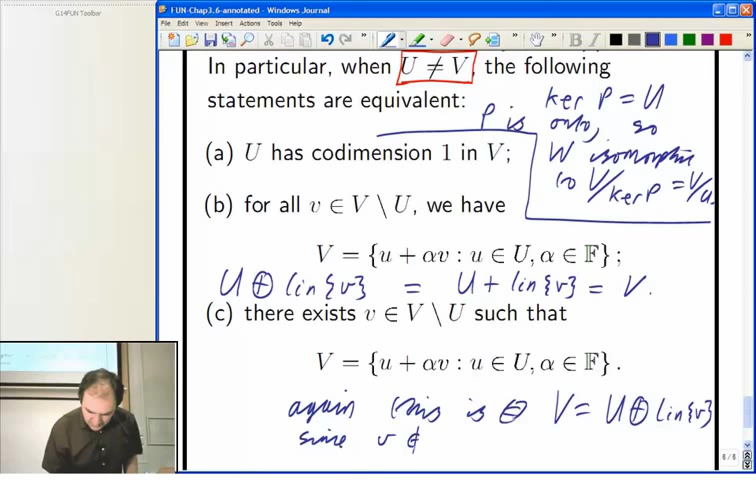 G14FUN Toolbar
FUN-Chap3.6-annotated - Windows Journal
File Edit View Insert Actions Tools Help
In particular, when U ≠ V, the following
statements are equivalent:
ker P = U
P is onto, so
W isomorphic
to V/ker P = V/U.
(a) U has codimension 1 in V;
(b) for all v ∈ V \ U, we have
V = {u + αv : u ∈ U, α ∈ 𝔽};
U ⊕ lin{v} = U + lin{v} = V.
(c) there exists v ∈ V \ U such that
V = {u + αv : u ∈ U, α ∈ 𝔽}.
again this is V = U ⊕ lin{v}
since v ∉
6 / 6